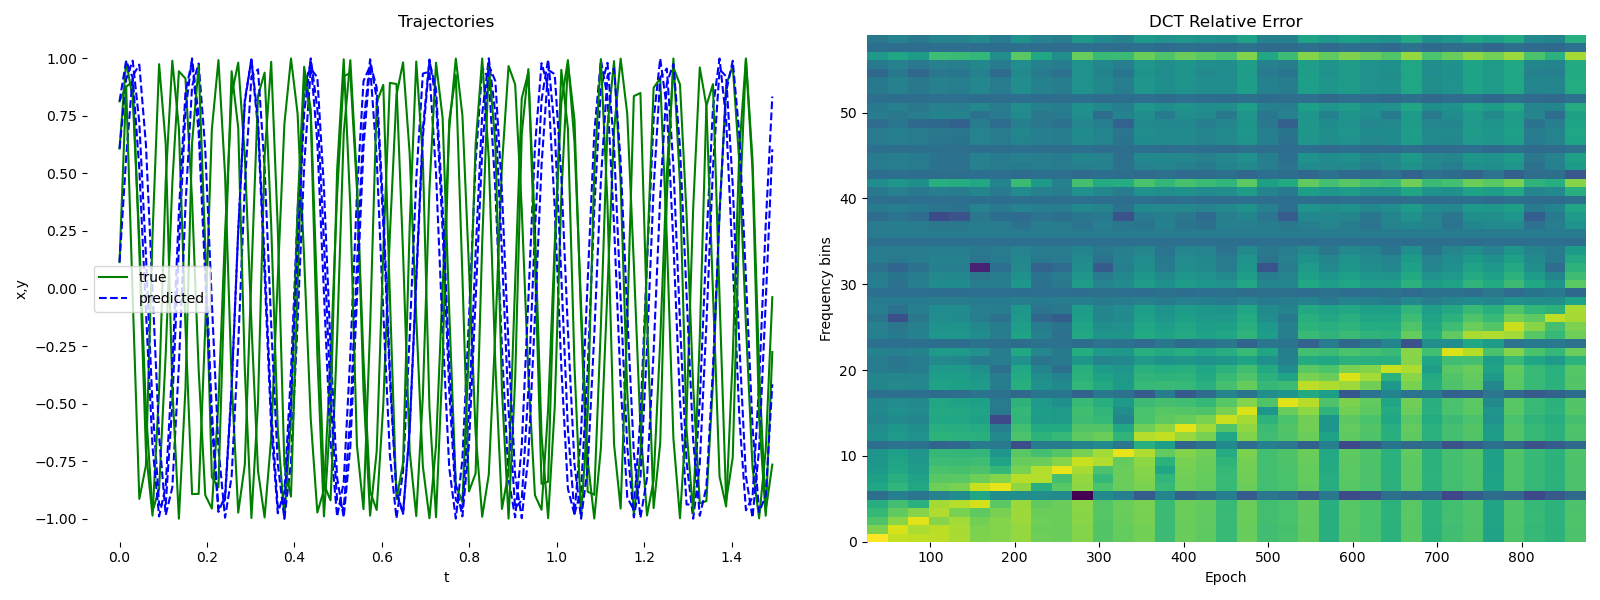 Trajectories
1.00
0.75
0.50
0.25
0.00
−0.25
−0.50
−0.75
−1.00
x,y
true
predicted
0.0 0.2 0.4 0.6 0.8 1.0 1.2 1.4
t
DCT Relative Error
50
40
30
20
10
0
Frequency bins
100 200 300 400 500 600 700 800
Epoch